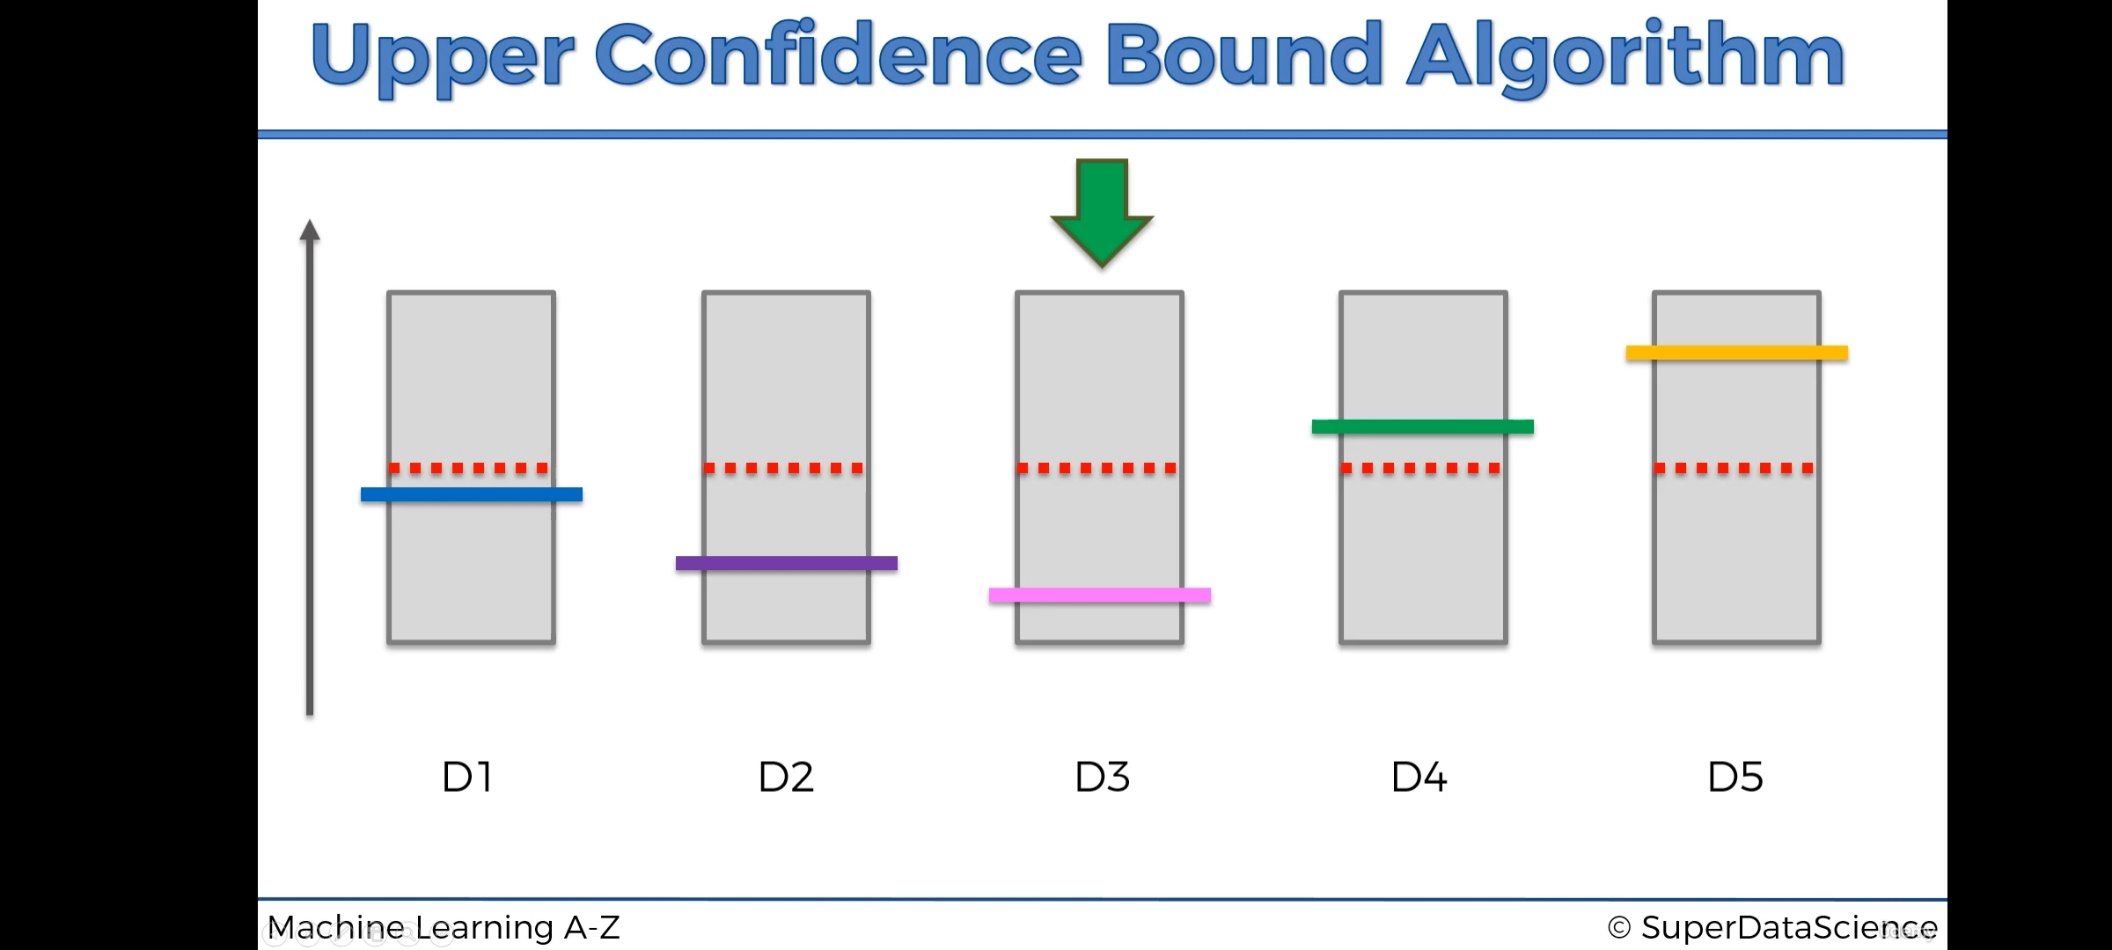 Upper Confidence Bound Algorithm
D1 D2 D3 D4 D5
Machine Learning A-Z © SuperDataScience